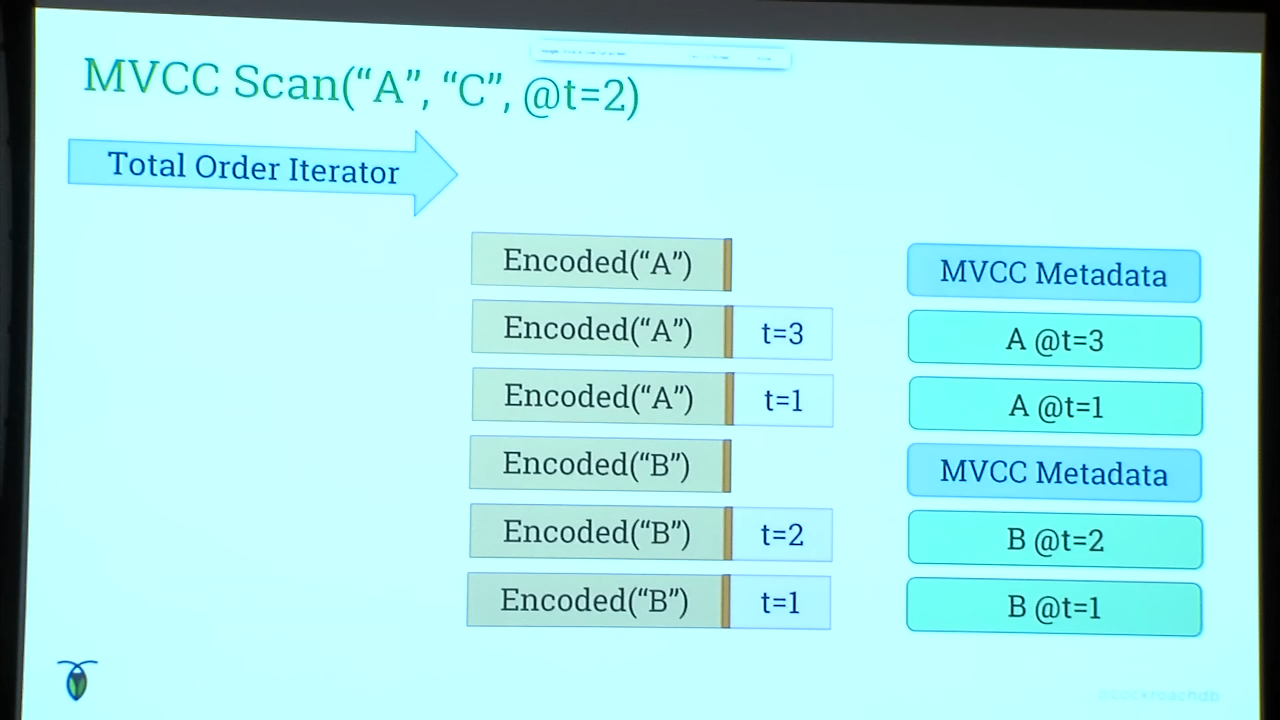 MVCC Scan(“A”, “C”, @t=2)
Total Order Iterator
Encoded(“A”) MVCC Metadata
Encoded(“A”) t=3 A @t=3
Encoded(“A”) t=1 A @t=1
Encoded(“B”) MVCC Metadata
Encoded(“B”) t=2 B @t=2
Encoded(“B”) t=1 B @t=1